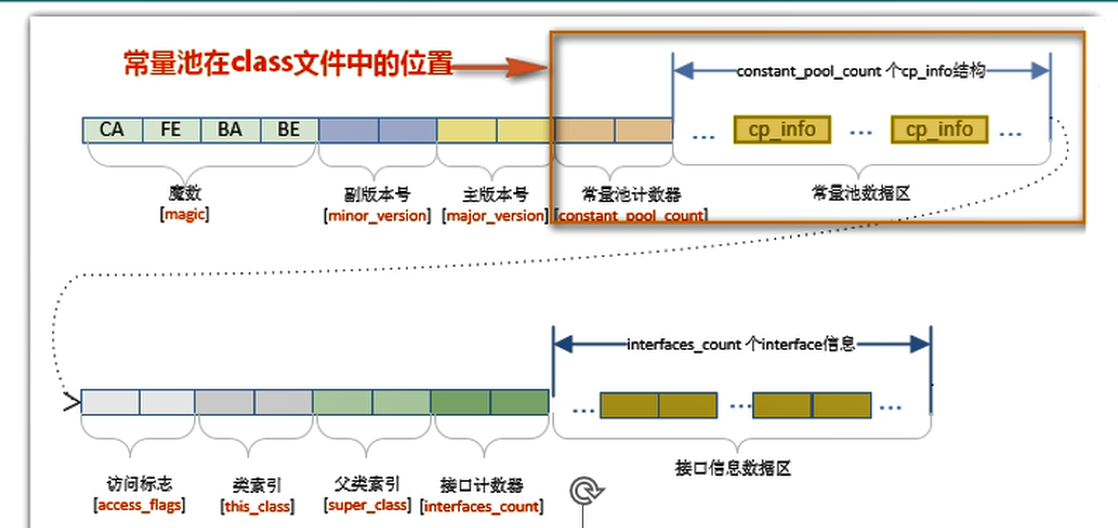 常量池在class文件中的位置
constant_pool_count 个cp_info结构
CA FE BA BE ... cp_info ... cp_info ...
魔数 副版本号 主版本号 常量池计数器 常量池数据区
[magic] [minor_version] [major_version] [constant_pool_count]
interfaces_count 个interface信息
... ... ...
访问标志 类索引 父类索引 接口计数器 接口信息数据区
[access_flags] [this_class] [super_class] [interfaces_count]